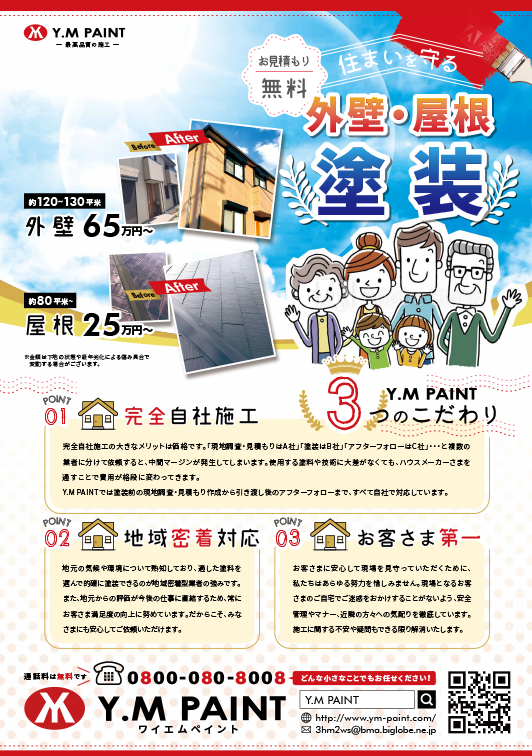 Y.M PAINT
― 最高品質の施工 ―
お見積もり
無料
住まいを守る
外壁・屋根
塗装
Before
After
約120~130平米
外壁 65万円~
Before
After
約80平米~
屋根 25万円~
※金額は下地の状態や経年劣化による傷み具合で
変動する場合がございます。
3
Y.M PAINT
つのこだわり
POINT
01 完全自社施工
完全自社施工の大きなメリットは価格です。「現地調査・見積もりはA社」「塗装はB社」「アフターフォローはC社」・・・と複数の
業者に分けて依頼すると、中間マージンが発生してしまいます。使用する塗料や技術に大差がなくても、ハウスメーカーさまを
通すことで費用が格段に変わってきます。
Y.M PAINTでは塗装前の現地調査・見積もり作成から引き渡し後のアフターフォローまで、すべて自社で対応しています。
POINT
02 地域密着対応
地元の気候や環境について熟知しており、適した塗料を
選んで的確に塗装できるのが地域密着型業者の強みです。
また、地元からの評価が今後の仕事に直結するため、常に
お客さま満足度の向上に努めています。だからこそ、みな
さまにも安心してご依頼いただけます。
POINT
03 お客さま第一
お客さまに安心して現場を見守っていただくために、
私たちはあらゆる努力を惜しみません。現場となるお客
さまのご自宅でご迷惑をおかけすることがないよう、安全
管理やマナー、近隣の方々への気配りを徹底しています。
施工に関する不安や疑問もできる限り解消いたします。
通話料は無料です
0800-080-8008
どんな小さなことでもお任せください!
Y.M PAINT
ワイエムペイント
Y.M PAINT
http://www.ym-paint.com/
3hm2ws@bma.biglobe.ne.jp